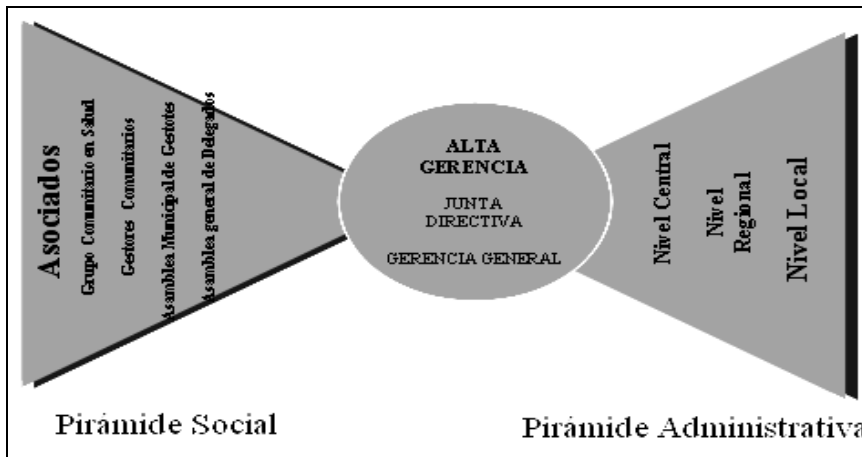 Asociados
Grupo Comunitario en Salud
Gestores Comunitarios
Asamblea Municipal de Gestotes
Asamblea general de Delegados
ALTA
GERENCIA
JUNTA
DIRECTIVA
GERENCIA GENERAL
Nivel Central
Nivel
Regional
Nivel Local
Pirámide Social
Pirámide Administrativa